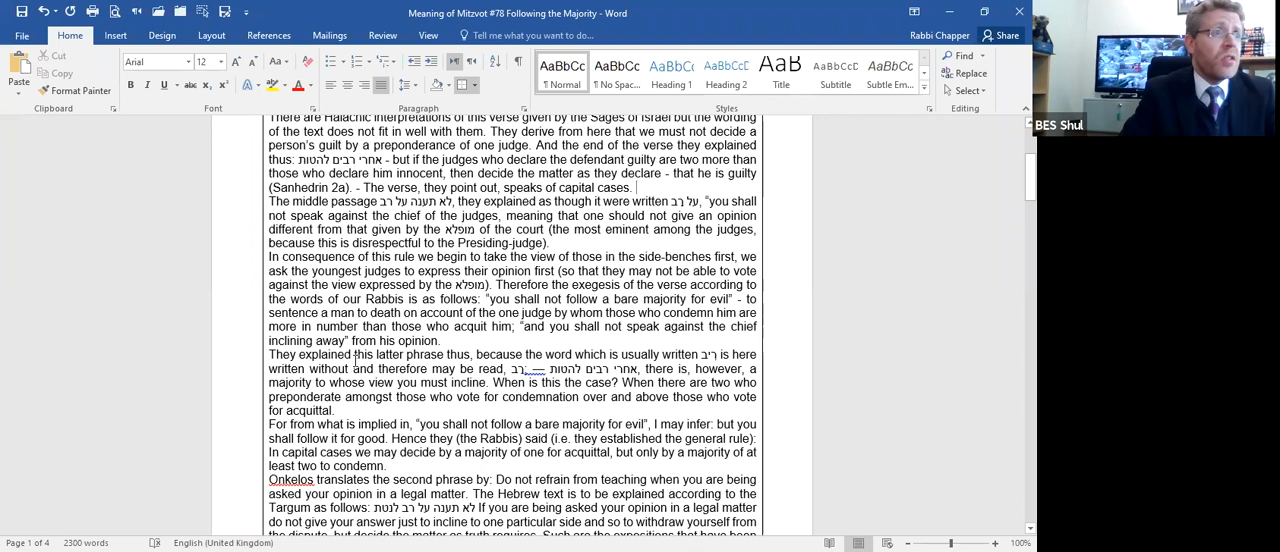 Meaning of Mitzvot #78 Following the Majority - Word
File Home Insert Design Layout References Mailings Review View Tell me what you want to do... Rabbi Chapper Share
Paste
Cut
Copy
Format Painter
Clipboard
Arial 12
Font
Paragraph
AaBbCc AaBbCc AaBbCc AaBbCcD AaB AaBbCcD AaBbCc
¶ Normal ¶ No Spac... Heading 1 Heading 2 Title Subtitle Subtle Em...
Styles
Find
Replace
Select
Editing
BES Shul
There are Halachic interpretations of this verse given by the Sages of Israel but the wording
of the text does not fit in well with them. They derive from here that we must not decide a
person's guilt by a preponderance of one judge. And the end of the verse they explained
thus: אחרי רבים להטות - but if the judges who declare the defendant guilty are two more than
those who declare him innocent, then decide the matter as they declare - that he is guilty
(Sanhedrin 2a). - The verse, they point out, speaks of capital cases.
The middle passage לא תענה על רב, they explained as though it were written על רַב, "you shall
not speak against the chief of the judges, meaning that one should not give an opinion
different from that given by the מופלא of the court (the most eminent among the judges,
because this is disrespectful to the Presiding-judge).
In consequence of this rule we begin to take the view of those in the side-benches first, we
ask the youngest judges to express their opinion first (so that they may not be able to vote
against the view expressed by the מופלא). Therefore the exegesis of the verse according to
the words of our Rabbis is as follows: "you shall not follow a bare majority for evil" - to
sentence a man to death on account of the one judge by whom those who condemn him are
more in number than those who acquit him; "and you shall not speak against the chief
inclining away" from his opinion.
They explained this latter phrase thus, because the word which is usually written ריב is here
written without and therefore may be read, רַב; — אחרי רבים להטות, there is, however, a
majority to whose view you must incline. When is this the case? When there are two who
preponderate amongst those who vote for condemnation over and above those who vote
for acquittal.
For from what is implied in, "you shall not follow a bare majority for evil", I may infer: but you
shall follow it for good. Hence they (the Rabbis) said (i.e. they established the general rule):
In capital cases we may decide by a majority of one for acquittal, but only by a majority of at
least two to condemn.
Onkelos translates the second phrase by: Do not refrain from teaching when you are being
asked your opinion in a legal matter. The Hebrew text is to be explained according to the
Targum as follows: לא תענה על רב לנטת If you are being asked your opinion in a legal matter
do not give your answer just to incline to one particular side and so to withdraw yourself from
the dispute, but decide the matter as truth requires. Such are the expositions that have been
Page 1 of 4 2300 words English (United Kingdom) 100%